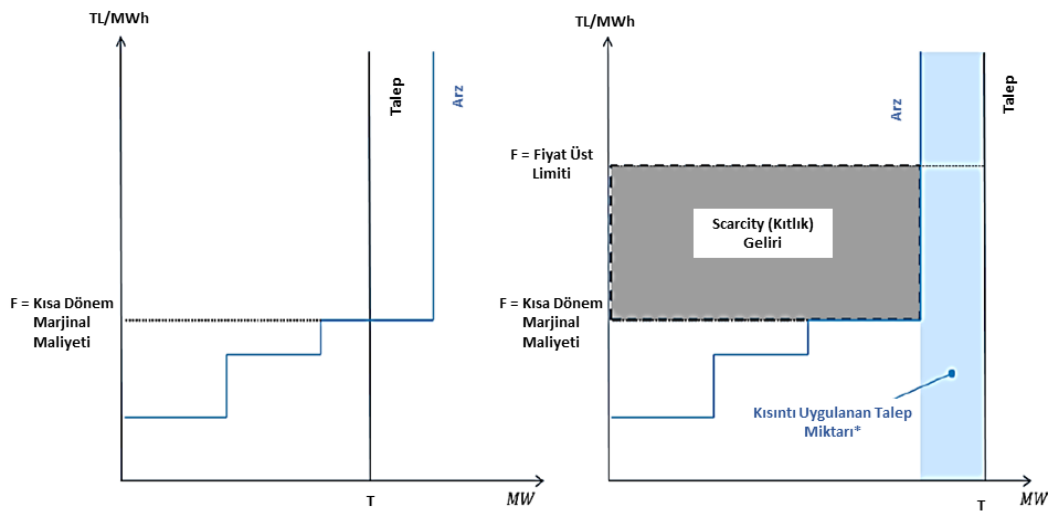 TL/MWh
Talep
Arz
F = Kısa Dönem
Marjinal
Maliyeti
T
MW
TL/MWh
Arz
Talep
F = Fiyat Üst
Limiti
Scarcity (Kıtlık)
Geliri
F = Kısa Dönem
Marjinal
Maliyeti
Kısıntı Uygulanan Talep
Miktarı*
T
MW